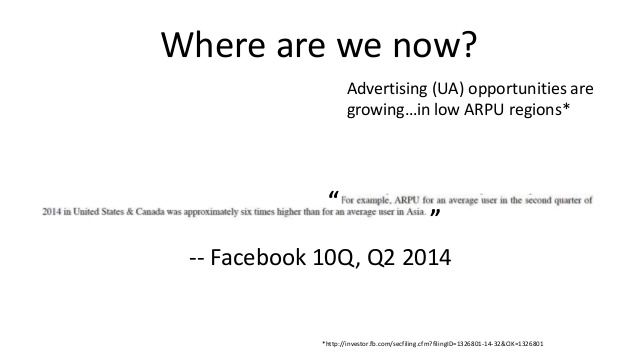 Where are we now?
Advertising (UA) opportunities are
growing…in low ARPU regions*
“ For example, ARPU for an average user in the second quarter of
2014 in United States & Canada was approximately six times higher than for an average user in Asia. ”
-- Facebook 10Q, Q2 2014
*http://investor.fb.com/secfiling.cfm?filingID=1326801-14-32&OK=1326801